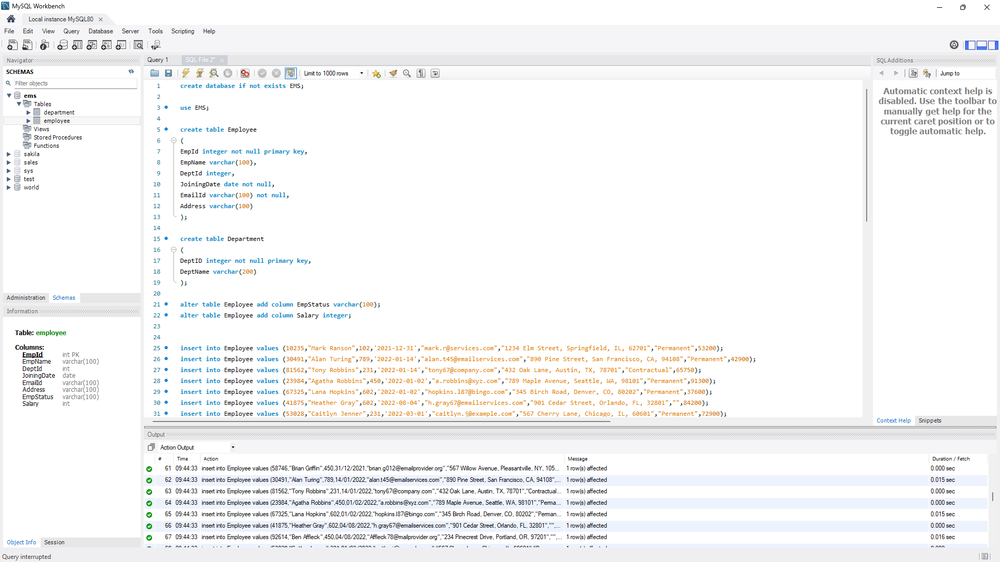 MySQL Workbench
Local instance MySQL80
File Edit View Query Database Server Tools Scripting Help
Navigator
SCHEMAS
Filter objects
ems
Tables
department
employee
Views
Stored Procedures
Functions
sakila
sales
sys
test
world
Administration Schemas
Information
Table: employee
Columns:
EmpId int PK
EmpName varchar(100)
DeptId int
JoiningDate date
EmailId varchar(100)
Address varchar(100)
EmpStatus varchar(100)
Salary int
Object Info Session
Query 1 SQL File 2*
Limit to 1000 rows
1 create database if not exists EMS;
2
3 use EMS;
4
5 create table Employee
6 (
7 EmpId integer not null primary key,
8 EmpName varchar(100),
9 DeptId integer,
10 JoiningDate date not null,
11 EmailId varchar(100) not null,
12 Address varchar(100)
13 );
14
15 create table Department
16 (
17 DeptID integer not null primary key,
18 DeptName varchar(200)
19 );
20
21 alter table Employee add column EmpStatus varchar(100);
22 alter table Employee add column Salary integer;
23
24
25 insert into Employee values (10235,"Mark Ranson",102,'2021-12-31',"mark.r@services.com","1234 Elm Street, Springfield, IL, 62701","Permanent",53200);
26 insert into Employee values (30491,"Alan Turing",789,'2022-01-14',"alan.t45@emailservices.com","890 Pine Street, San Francisco, CA, 94108","Permanent",42900);
27 insert into Employee values (81562,"Tony Robbins",231,'2022-01-14',"tony67@company.com","432 Oak Lane, Austin, TX, 78701","Contractual",65750);
28 insert into Employee values (23984,"Agatha Robbins",450,'2022-01-02',"a.robbins@xyz.com","789 Maple Avenue, Seattle, WA, 98101","Permanent",91300);
29 insert into Employee values (67325,"Lana Hopkins",602,'2022-01-02',"hopkins.l87@bingo.com","345 Birch Road, Denver, CO, 80202","Permanent",37600);
30 insert into Employee values (41875,"Heather Gray",602,'2022-08-04',"h.gray67@emailservices.com","901 Cedar Street, Orlando, FL, 32801","",84200);
31 insert into Employee values (53028,"Caitlyn Jenner",231,'2022-03-01',"caitlyn.j@example.com","567 Cherry Lane, Chicago, IL, 60601","Permanent",72900);
SQLAdditions
Jump to
Automatic context help is
disabled. Use the toolbar to
manually get help for the
current caret position or to
toggle automatic help.
Context Help Snippets
Output
Action Output
# Time Action Message Duration / Fetch
61 09:44:33 insert into Employee values (58746,"Brian Griffin",450,31/12/2021,"brian.g012@emailprovider.org","567 Willow Avenue, Pleasantville, NY, 105... 1 row(s) affected 0.000 sec
62 09:44:33 insert into Employee values (30491,"Alan Turing",789,14/01/2022,"alan.t45@emailservices.com","890 Pine Street, San Francisco, CA, 94108",... 1 row(s) affected 0.015 sec
63 09:44:33 insert into Employee values (81562,"Tony Robbins",231,14/01/2022,"tony67@company.com","432 Oak Lane, Austin, TX, 78701","Contractual... 1 row(s) affected 0.000 sec
64 09:44:33 insert into Employee values (23984,"Agatha Robbins",450,01/02/2022,"a.robbins@xyz.com","789 Maple Avenue, Seattle, WA, 98101","Perma... 1 row(s) affected 0.000 sec
65 09:44:33 insert into Employee values (67325,"Lana Hopkins",602,01/02/2022,"hopkins.l87@bingo.com","345 Birch Road, Denver, CO, 80202","Perman... 1 row(s) affected 0.015 sec
66 09:44:33 insert into Employee values (41875,"Heather Gray",602,04/08/2022,"h.gray67@emailservices.com","901 Cedar Street, Orlando, FL, 32801","",... 1 row(s) affected 0.000 sec
67 09:44:33 insert into Employee values (92614,"Ben Affleck",450,04/08/2022,"Affleck78@mailprovider.org","234 Pinecrest Drive, Portland, OR, 97201","",... 1 row(s) affected 0.016 sec
Query interrupted